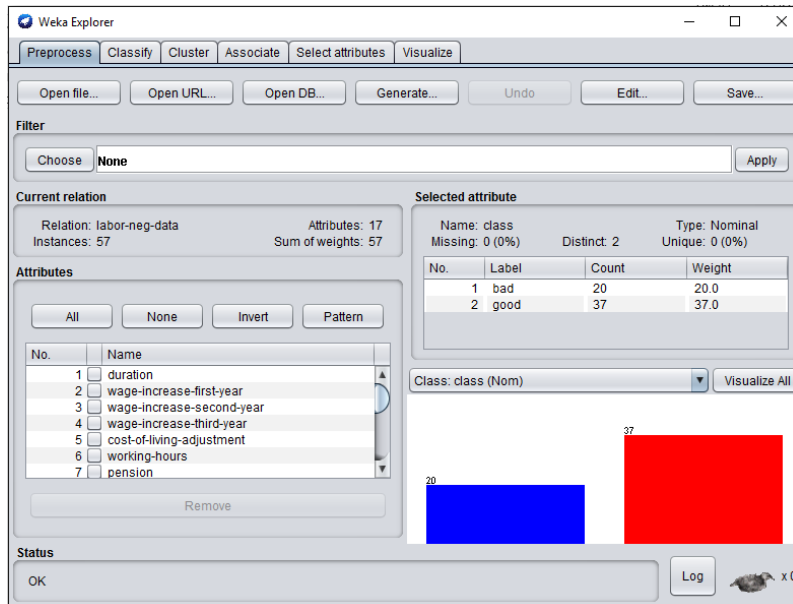 Weka Explorer
Preprocess Classify Cluster Associate Select attributes Visualize
Open file... Open URL... Open DB... Generate... Undo Edit... Save...
Filter
Choose None Apply
Current relation
Relation: labor-neg-data Attributes: 17
Instances: 57 Sum of weights: 57
Selected attribute
Name: class Type: Nominal
Missing: 0 (0%) Distinct: 2 Unique: 0 (0%)
No. Label Count Weight
1 bad 20 20.0
2 good 37 37.0
Attributes
All None Invert Pattern
No. Name
1 duration
2 wage-increase-first-year
3 wage-increase-second-year
4 wage-increase-third-year
5 cost-of-living-adjustment
6 working-hours
7 pension
Remove
Class: class (Nom) Visualize All
37
20
Status
OK
Log x 0